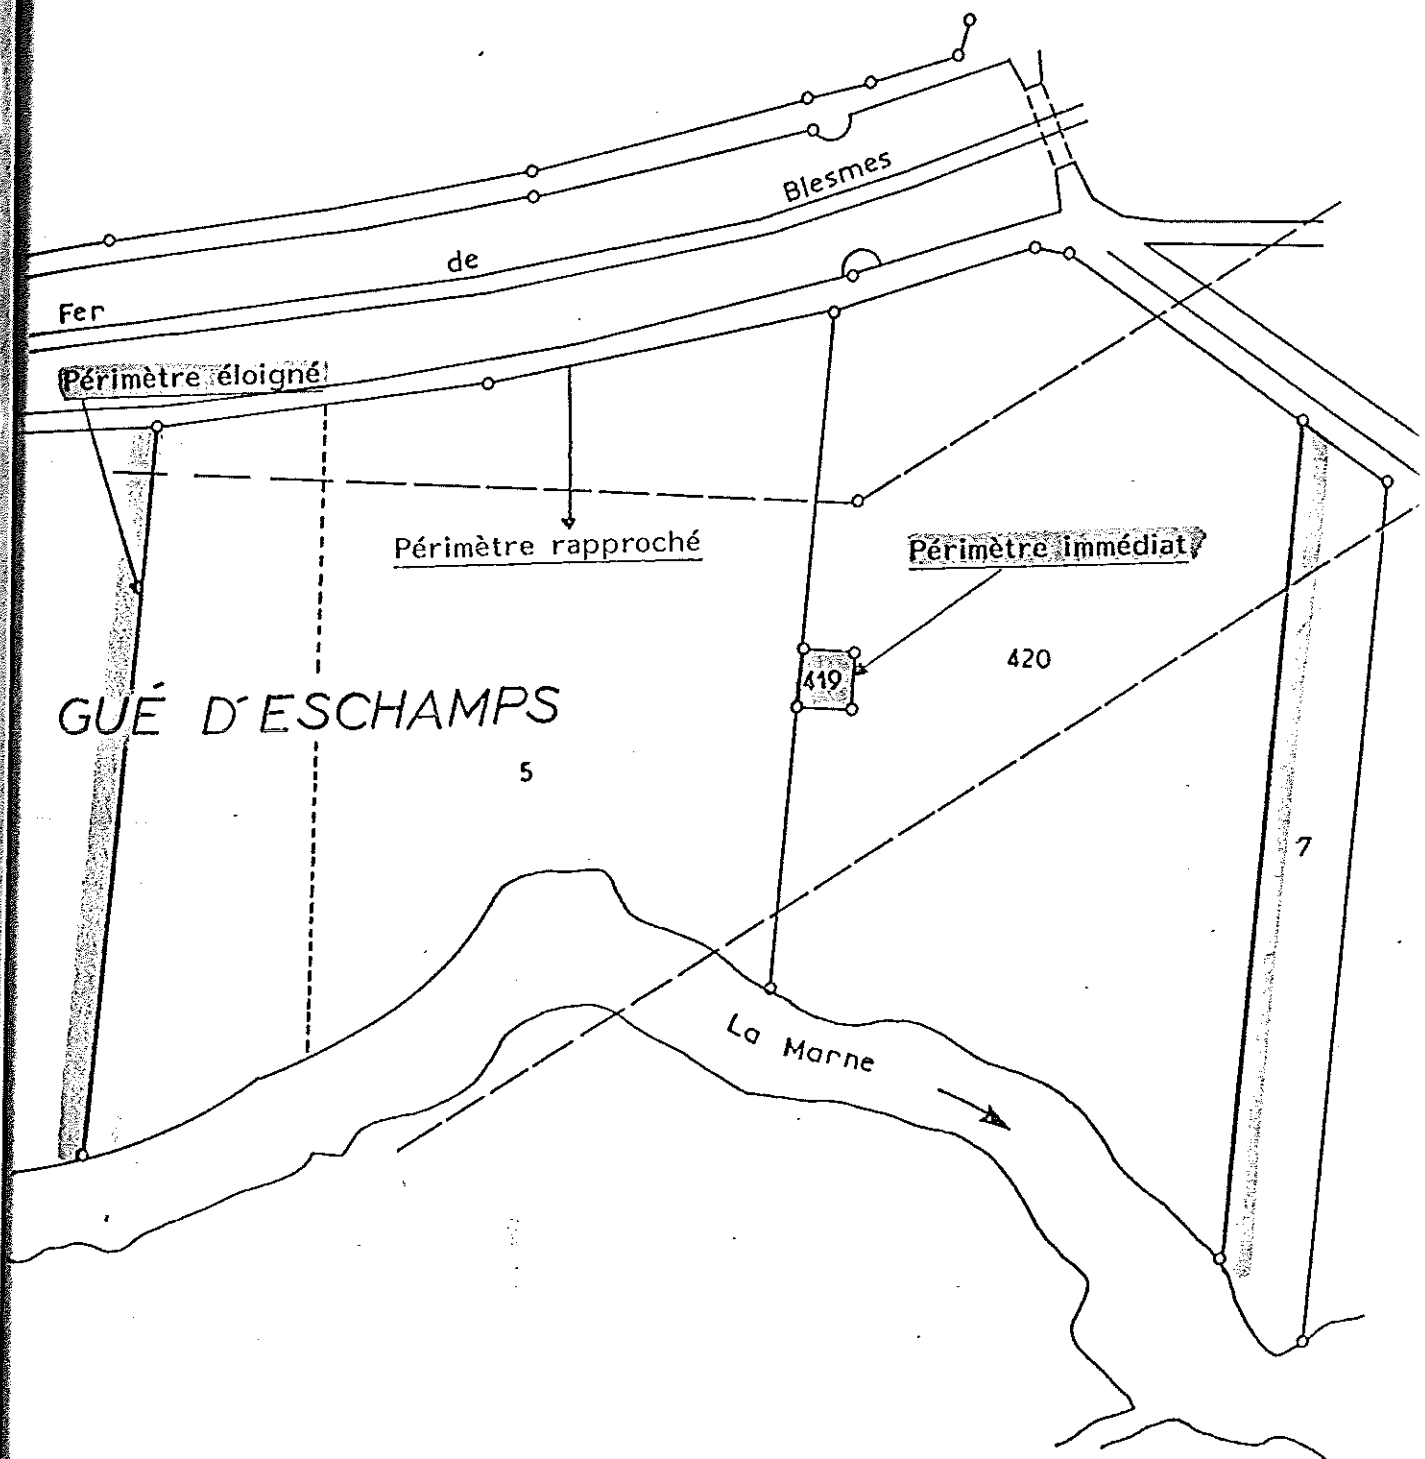 Blesmes
de
Fer
Périmètre éloigné
Périmètre rapproché
Périmètre immédiat
420
419
GUÉ D'ESCHAMPS
5
7
La Marne